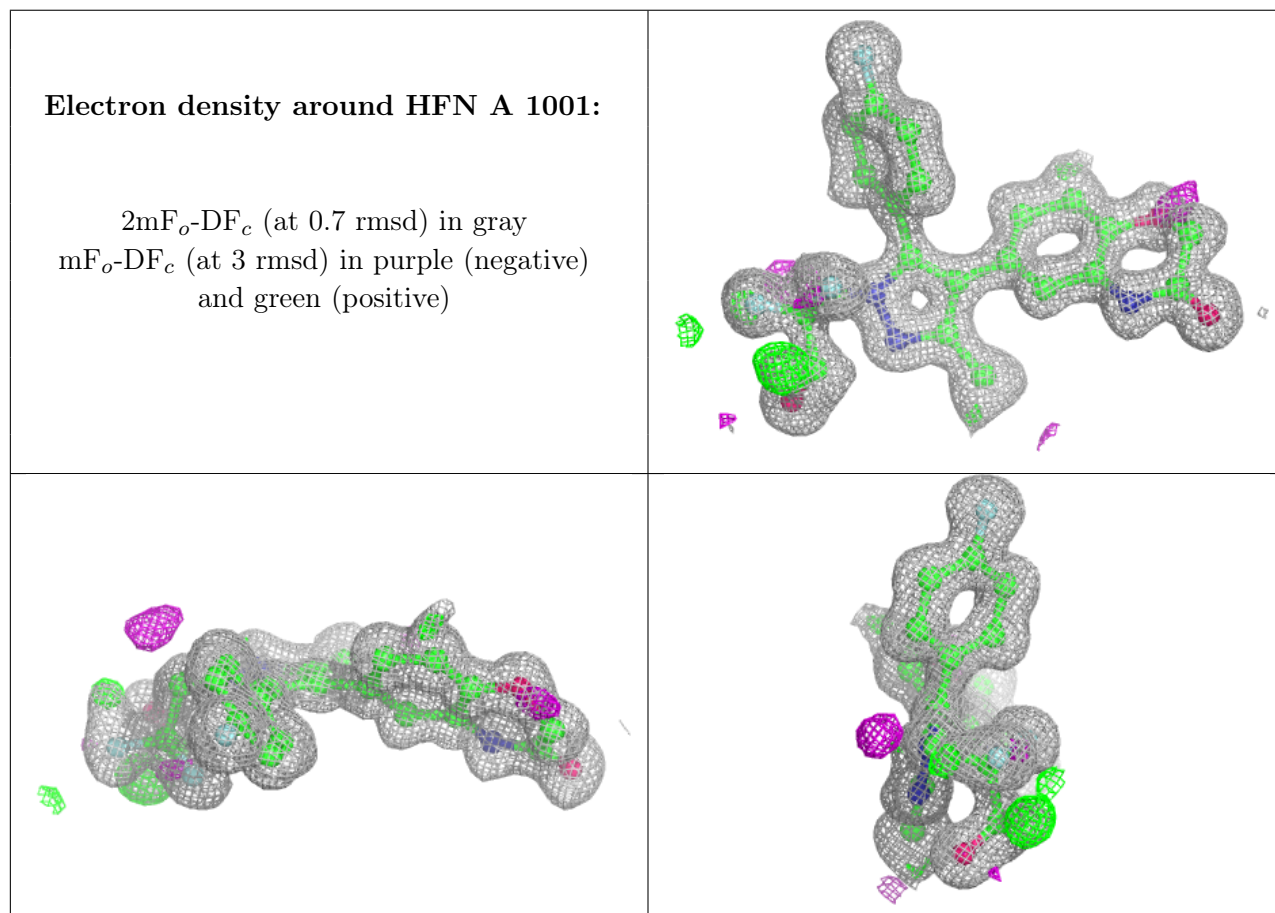 Electron density around HFN A 1001:
2mFo-DFc (at 0.7 rmsd) in gray
mFo-DFc (at 3 rmsd) in purple (negative)
and green (positive)